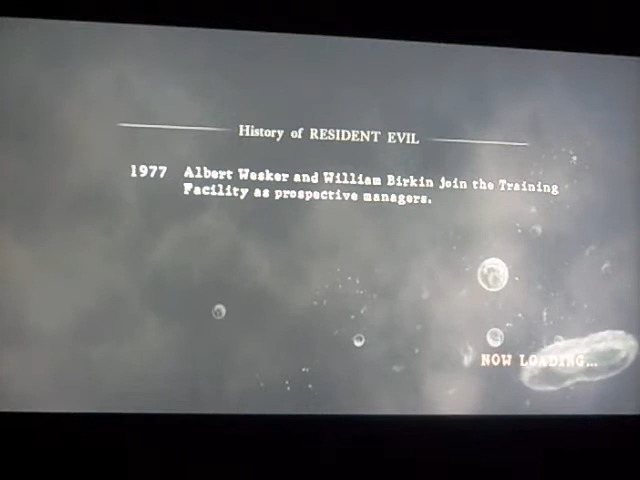 History of RESIDENT EVIL
1977 Albert Wesker and William Birkin join the Training
Facility as prospective managers.
NOW LOADING...